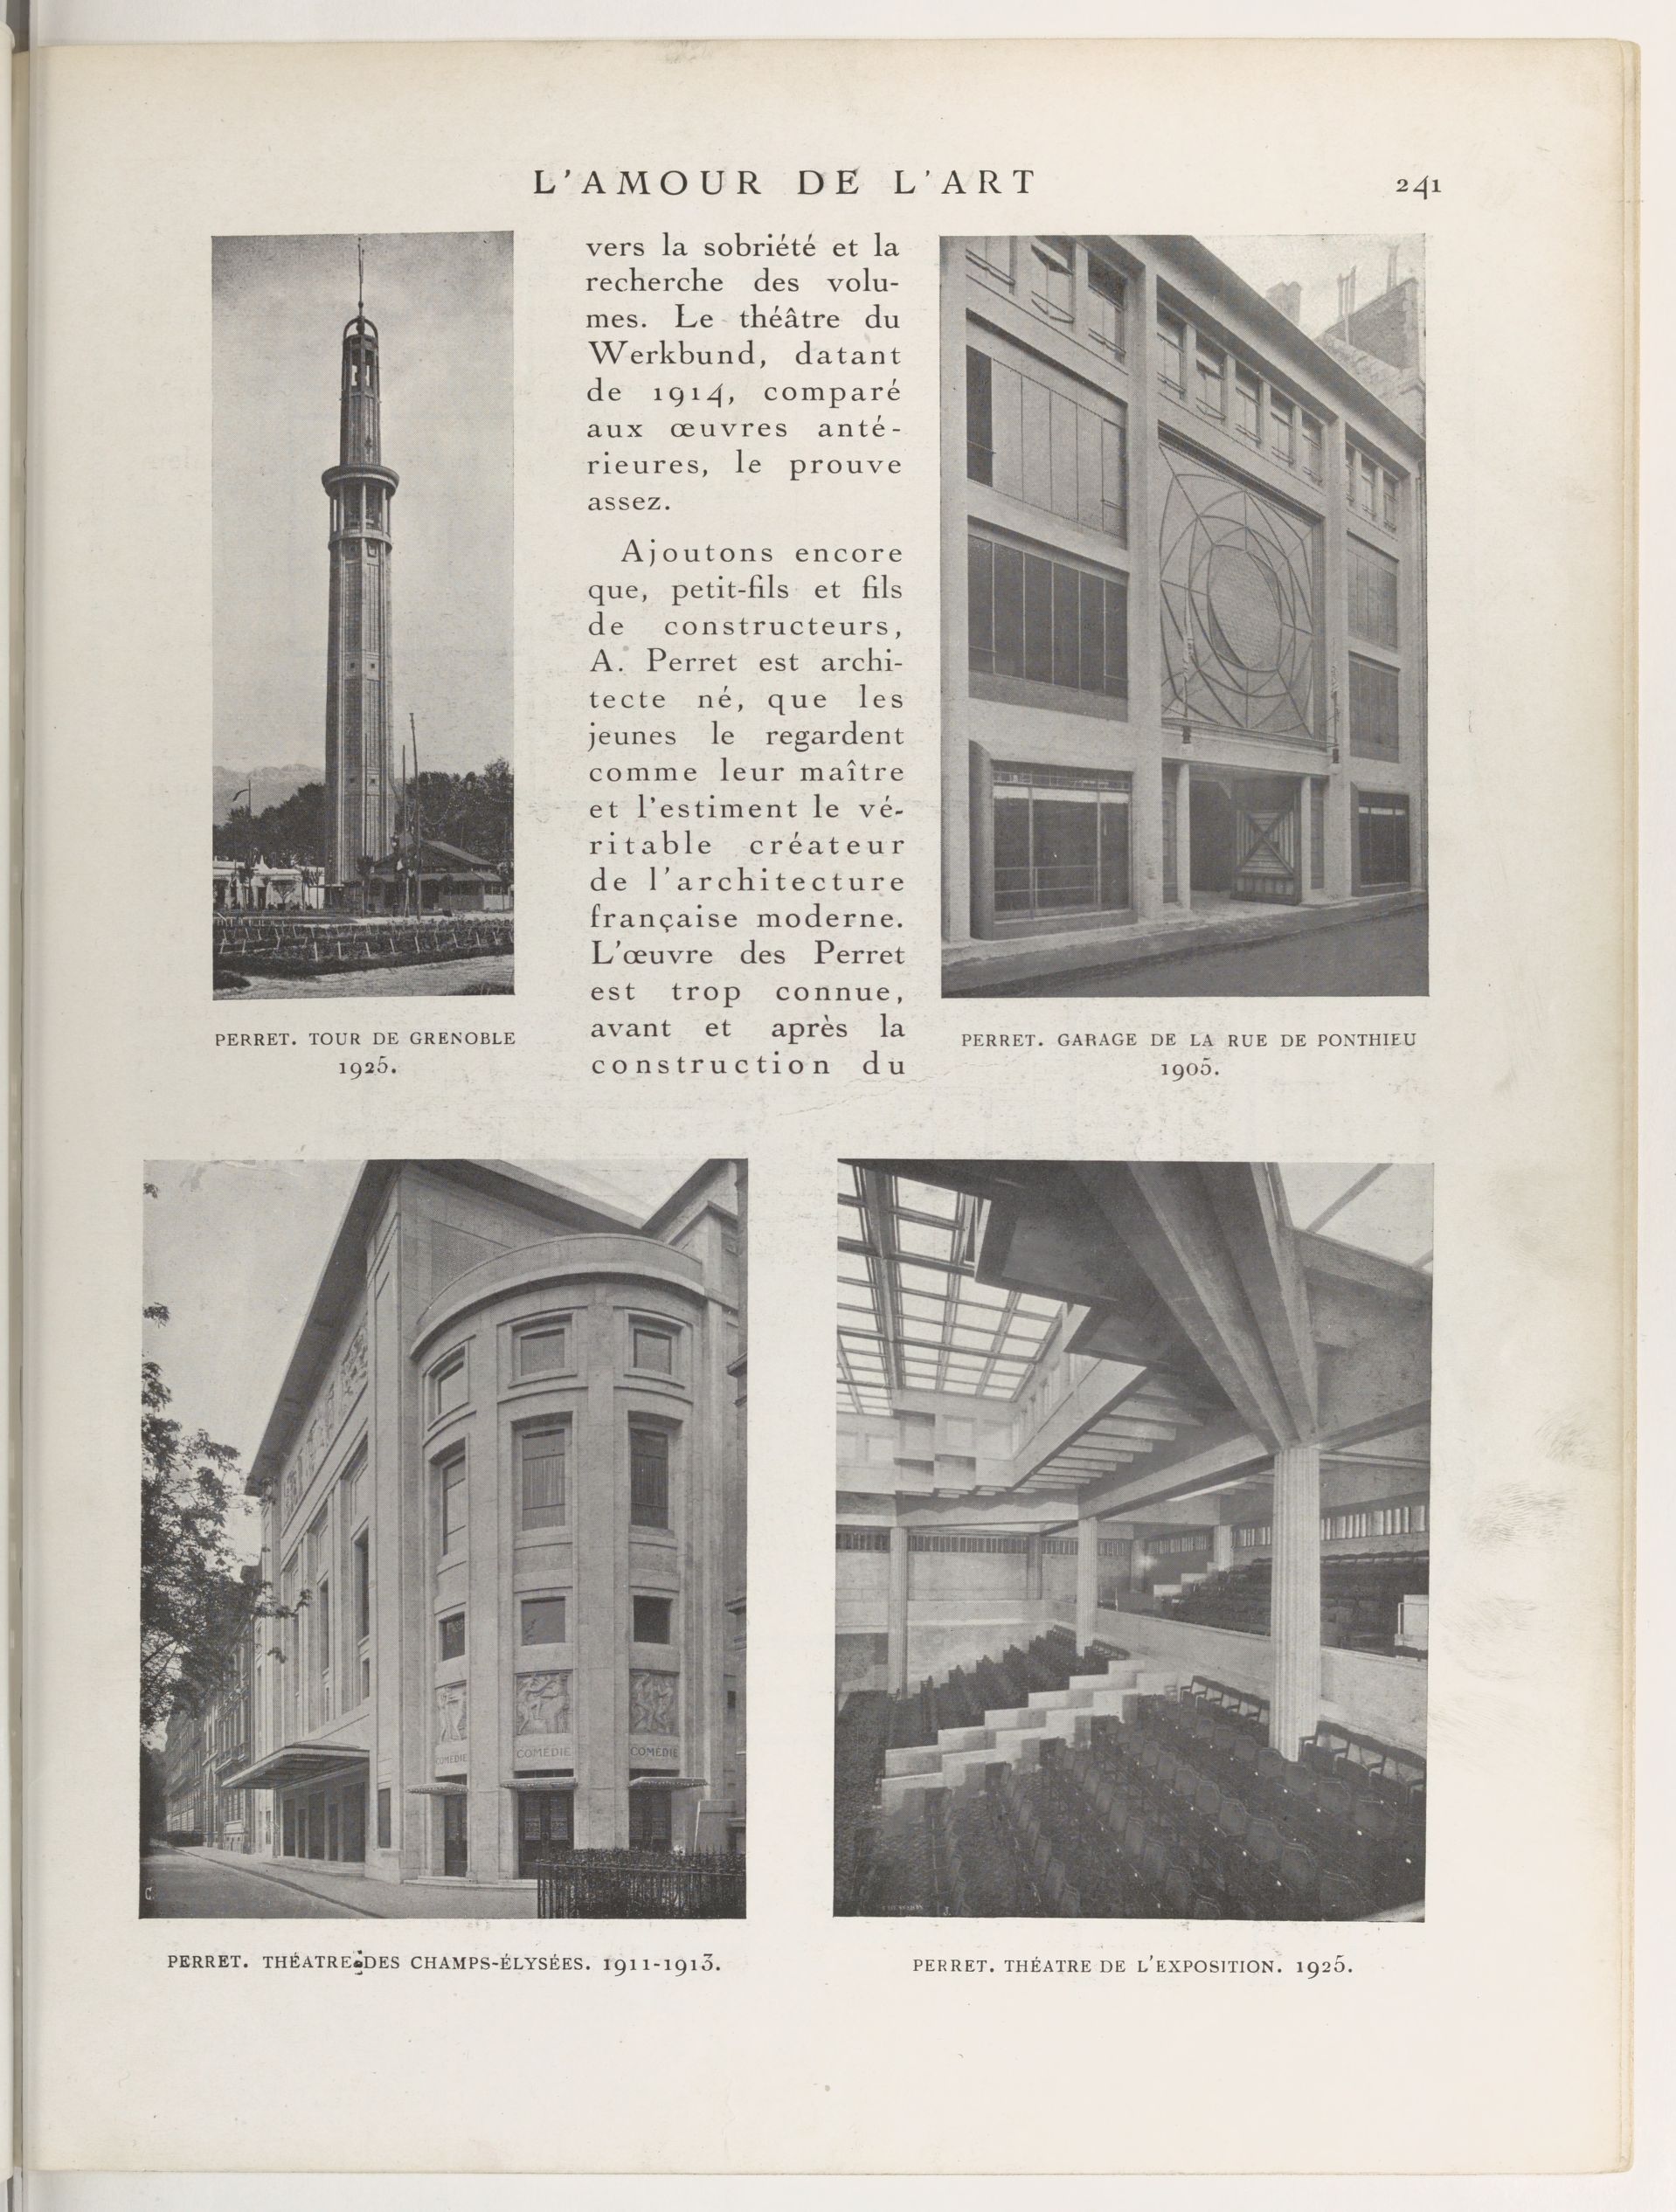 L'AMOUR DE L'ART
241
vers la sobriété et la
recherche des volu-
mes. Le théâtre du
Werkbund, datant
de 1914, comparé
aux œuvres anté-
rieures, le prouve
assez.
Ajoutons encore
que, petit-fils et fils
de constructeurs,
A. Perret est archi-
tecte né, que les
jeunes le regardent
comme leur maître
et l'estiment le vé-
ritable créateur
de l'architecture
française moderne.
L'œuvre des Perret
est trop connue,
avant et après la
construction du
PERRET. TOUR DE GRENOBLE
1925.
PERRET. GARAGE DE LA RUE DE PONTHIEU
1905.
COMEDIE
COMEDIE
COMEDIE
PERRET. THÉATRE DES CHAMPS-ÉLYSÉES. 1911-1913.
PERRET. THÉATRE DE L'EXPOSITION. 1925.